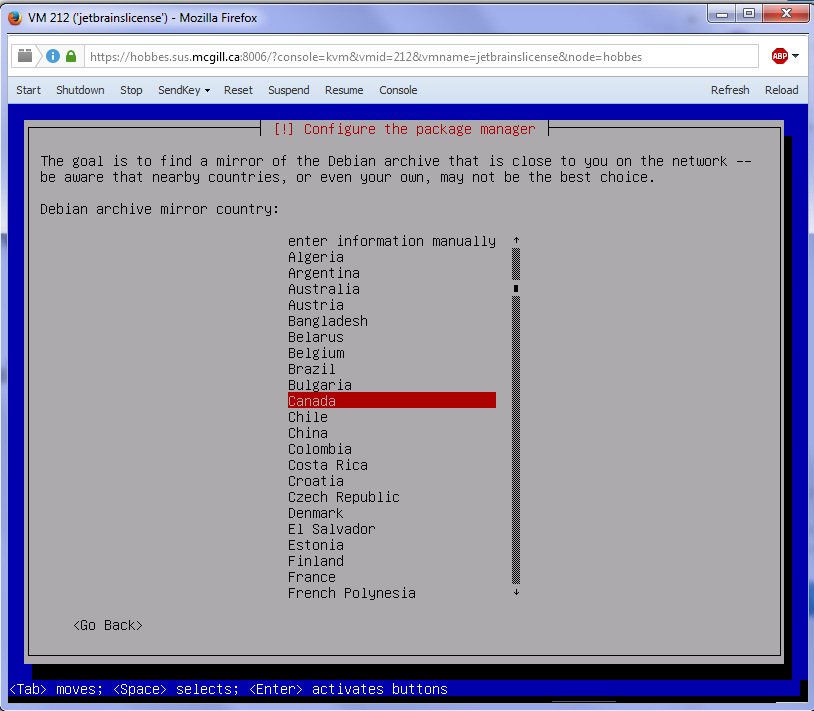 VM 212 ('jetbrainslicense') - Mozilla Firefox
https://hobbes.sus.mcgill.ca:8006/?console=kvm&vmid=212&vmname=jetbrainslicense&node=hobbes
ABP
Start Shutdown Stop SendKey Reset Suspend Resume Console Refresh Reload
[!] Configure the package manager
The goal is to find a mirror of the Debian archive that is close to you on the network --
be aware that nearby countries, or even your own, may not be the best choice.
Debian archive mirror country:
enter information manually
Algeria
Argentina
Australia
Austria
Bangladesh
Belarus
Belgium
Brazil
Bulgaria
Canada
Chile
China
Colombia
Costa Rica
Croatia
Czech Republic
Denmark
El Salvador
Estonia
Finland
France
French Polynesia
<Go Back>
<Tab> moves; <Space> selects; <Enter> activates buttons